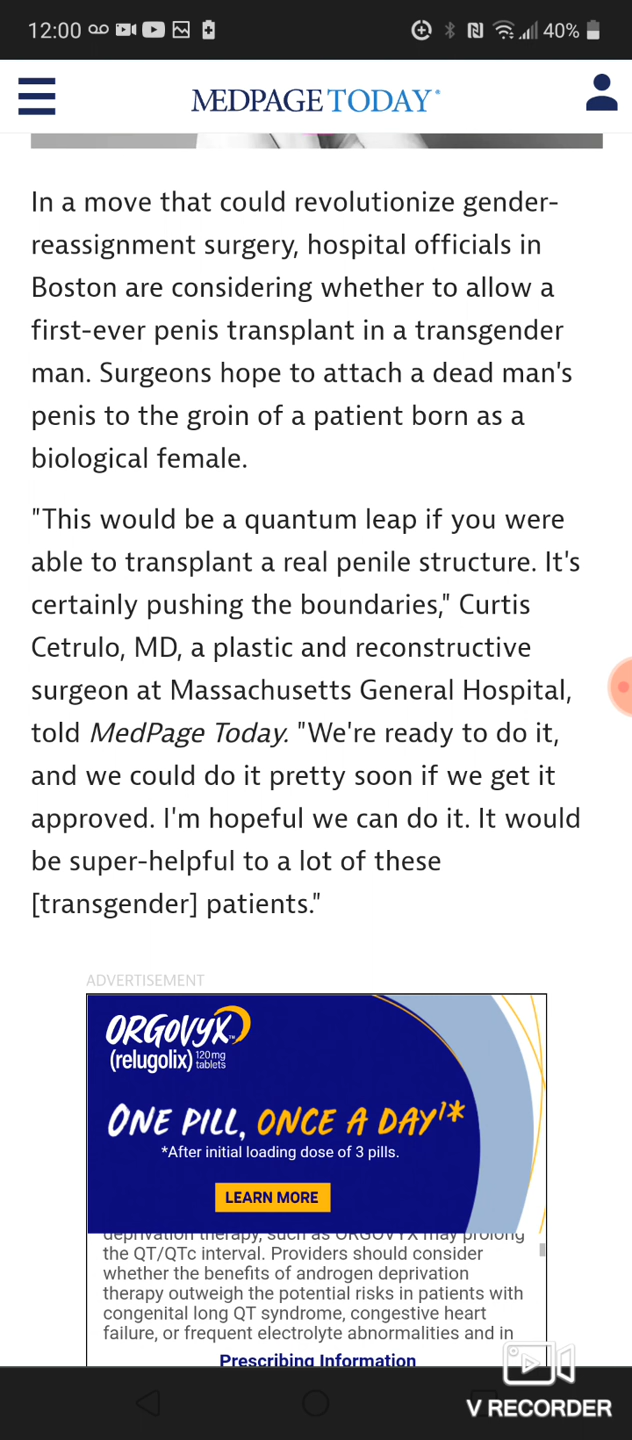 12:00
40%
MEDPAGE TODAY®
In a move that could revolutionize gender-
reassignment surgery, hospital officials in
Boston are considering whether to allow a
first-ever penis transplant in a transgender
man. Surgeons hope to attach a dead man's
penis to the groin of a patient born as a
biological female.
"This would be a quantum leap if you were
able to transplant a real penile structure. It's
certainly pushing the boundaries," Curtis
Cetrulo, MD, a plastic and reconstructive
surgeon at Massachusetts General Hospital,
told MedPage Today. "We're ready to do it,
and we could do it pretty soon if we get it
approved. I'm hopeful we can do it. It would
be super-helpful to a lot of these
[transgender] patients."
ADVERTISEMENT
ORGOVYX™
(relugolix) 120mg tablets
ONE PILL, ONCE A DAY¹*
*After initial loading dose of 3 pills.
LEARN MORE
deprivation therapy, such as ORGOVYX may prolong
the QT/QTc interval. Providers should consider
whether the benefits of androgen deprivation
therapy outweigh the potential risks in patients with
congenital long QT syndrome, congestive heart
failure, or frequent electrolyte abnormalities and in
Prescribing Information
V RECORDER